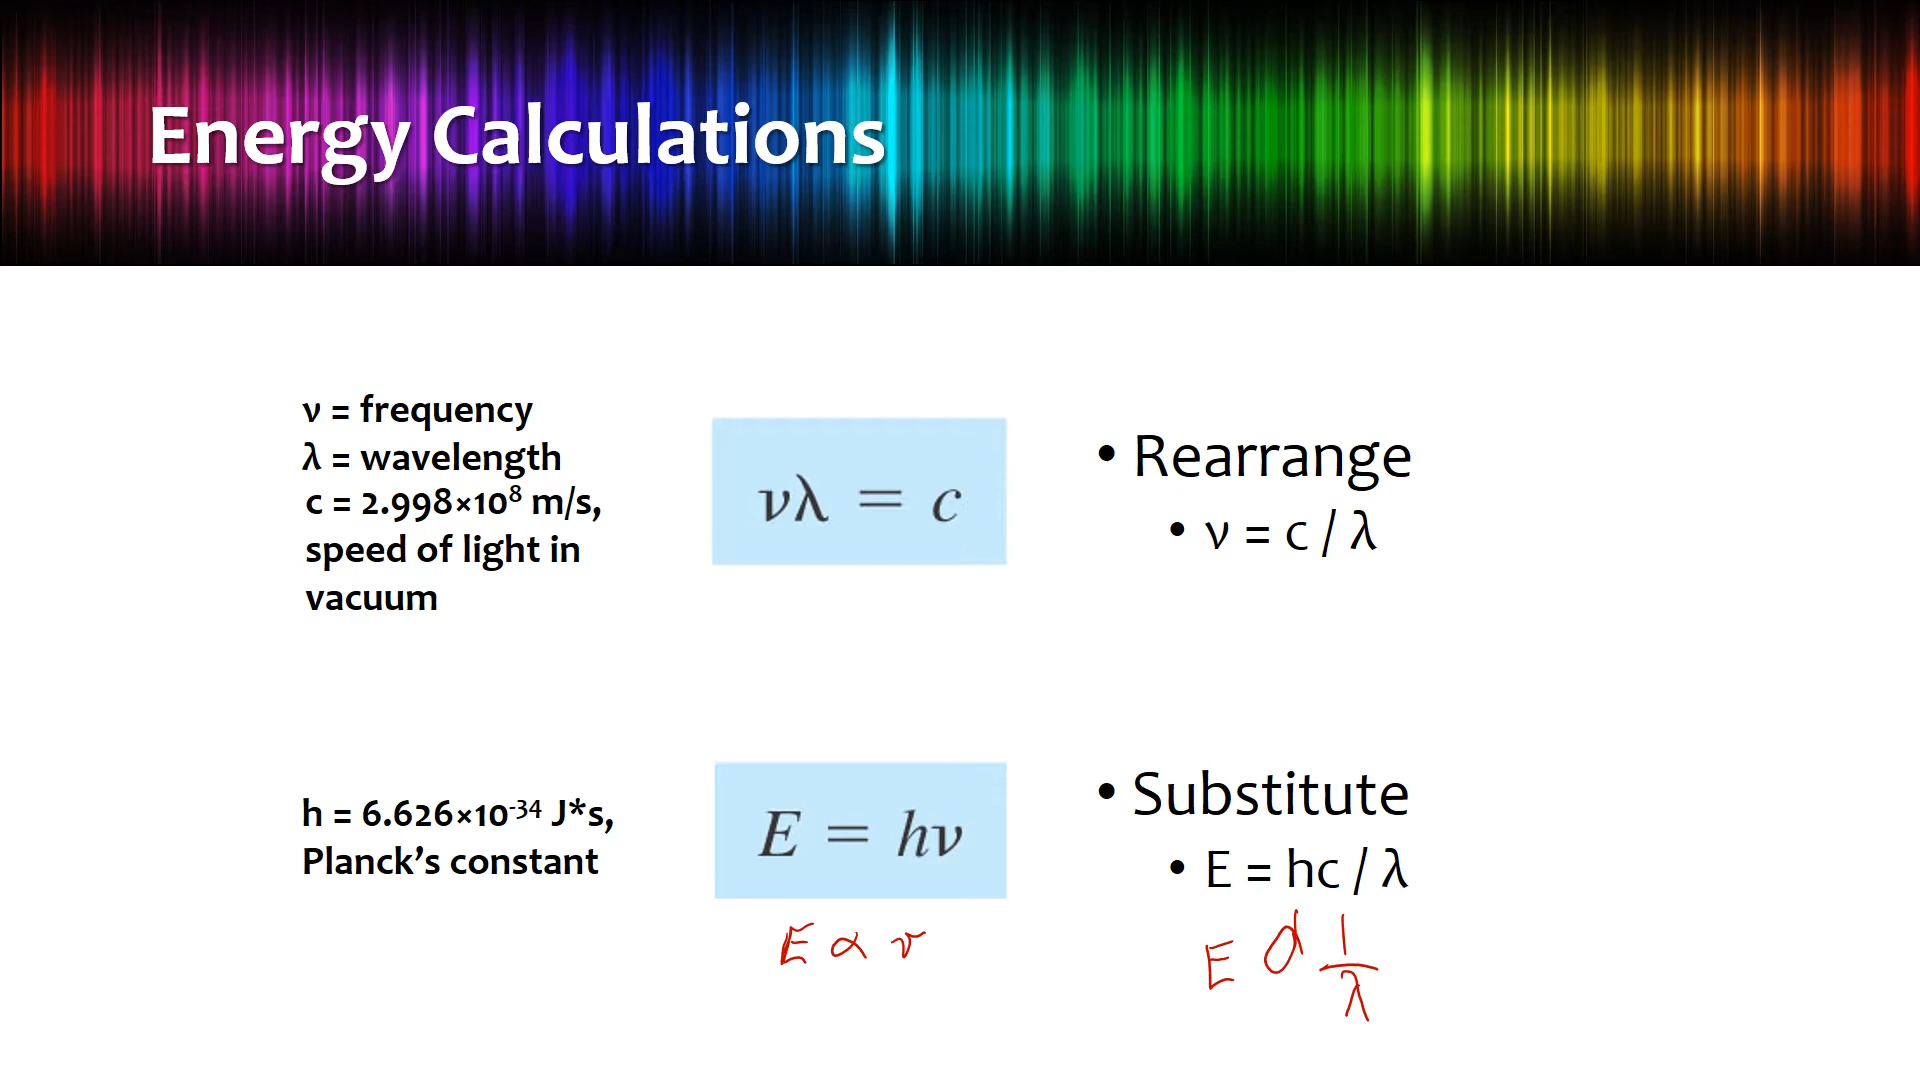 Energy Calculations
ν = frequency
λ = wavelength
c = 2.998×10⁸ m/s,
speed of light in
vacuum
νλ = c
• Rearrange
• ν = c / λ
h = 6.626×10⁻³⁴ J*s,
Planck’s constant
E = hν
• Substitute
• E = hc / λ
E ∝ ν
E ∝ 1/λ